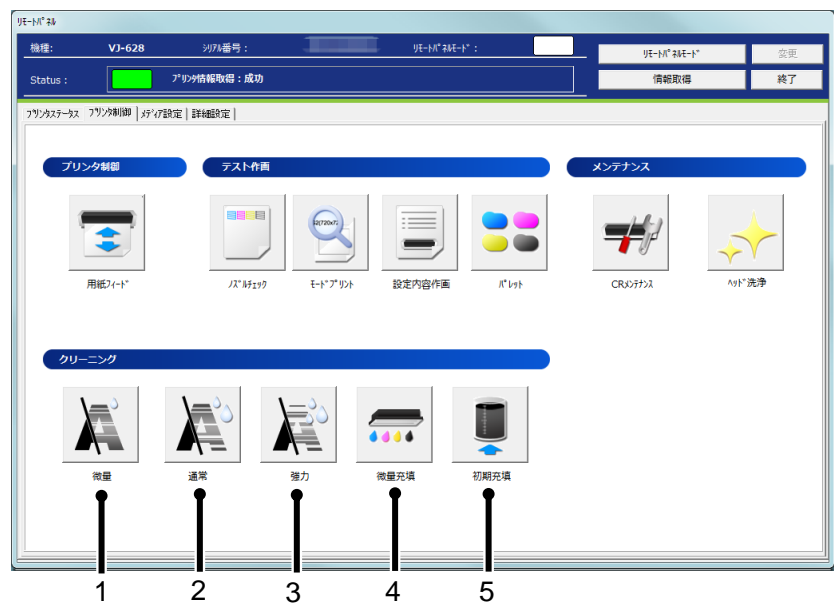 ﾘﾓｰﾄﾊﾟﾈﾙ
機種: VJ-628 ｼﾘｱﾙ番号: ﾘﾓｰﾄﾊﾟﾈﾙﾓｰﾄﾞ: ﾘﾓｰﾄﾊﾟﾈﾙﾓｰﾄﾞ 変更
Status : ﾌﾟﾘﾝﾀ情報取得：成功 情報取得 終了
ﾌﾟﾘﾝﾀｽﾃｰﾀｽ ﾌﾟﾘﾝﾀ制御 ﾒﾃﾞｨｱ設定 詳細設定
プリンタ制御 テスト作画 メンテナンス
用紙ﾌｨｰﾄﾞ ﾉｽﾞﾙﾁｪｯｸ ﾓｰﾄﾞﾌﾟﾘﾝﾄ 設定内容作画 ﾊﾟﾚｯﾄ CRﾒﾝﾃﾅﾝｽ ﾍｯﾄﾞ洗浄
クリーニング
微量 通常 強力 微量充填 初期充填
1 2 3 4 5